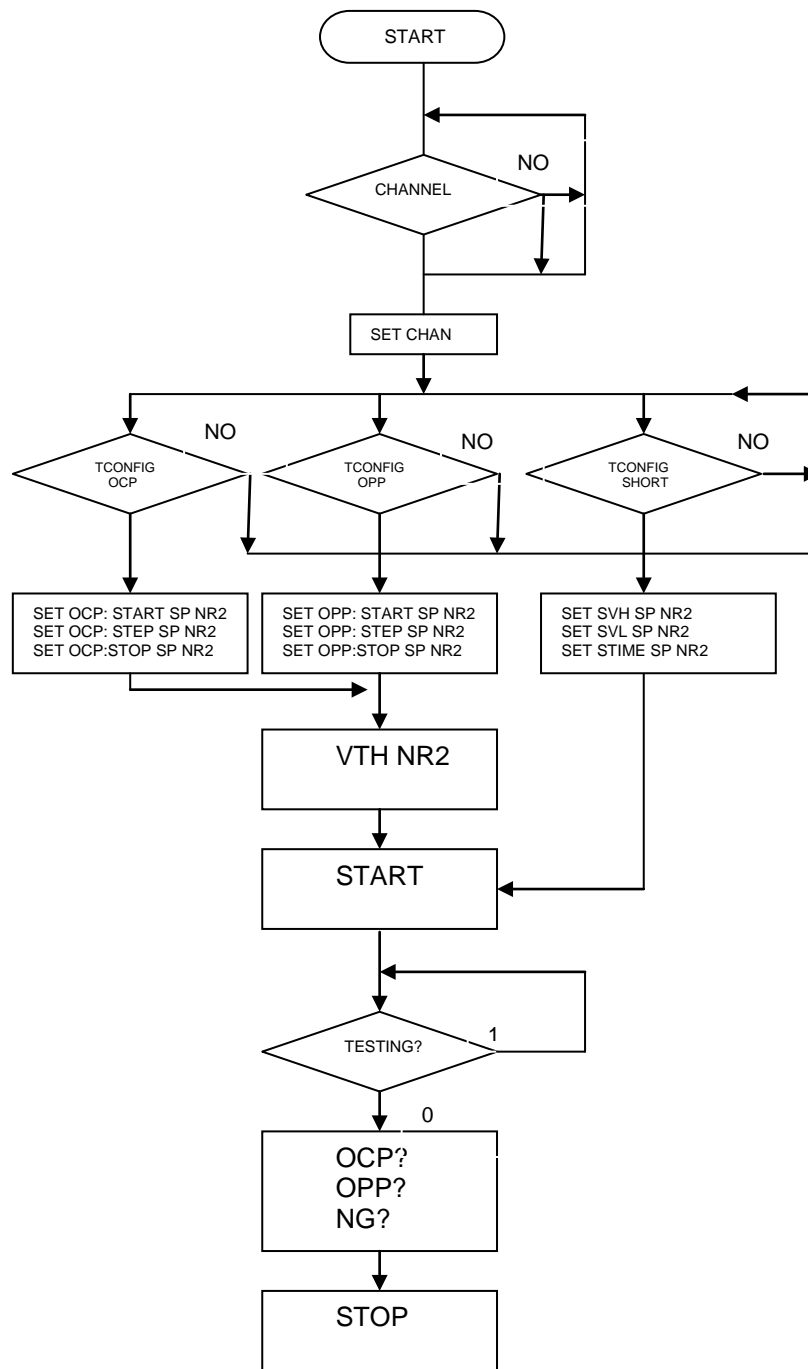 START
NO
CHANNEL
SET CHAN
NO
NO
NO
TCONFIG
OCP
TCONFIG
OPP
TCONFIG
SHORT
SET OCP: START SP NR2
SET OCP: STEP SP NR2
SET OCP:STOP SP NR2
SET OPP: START SP NR2
SET OPP: STEP SP NR2
SET OPP:STOP SP NR2
SET SVH SP NR2
SET SVL SP NR2
SET STIME SP NR2
VTH NR2
START
1
TESTING?
0
OCP?
OPP?
NG?
STOP